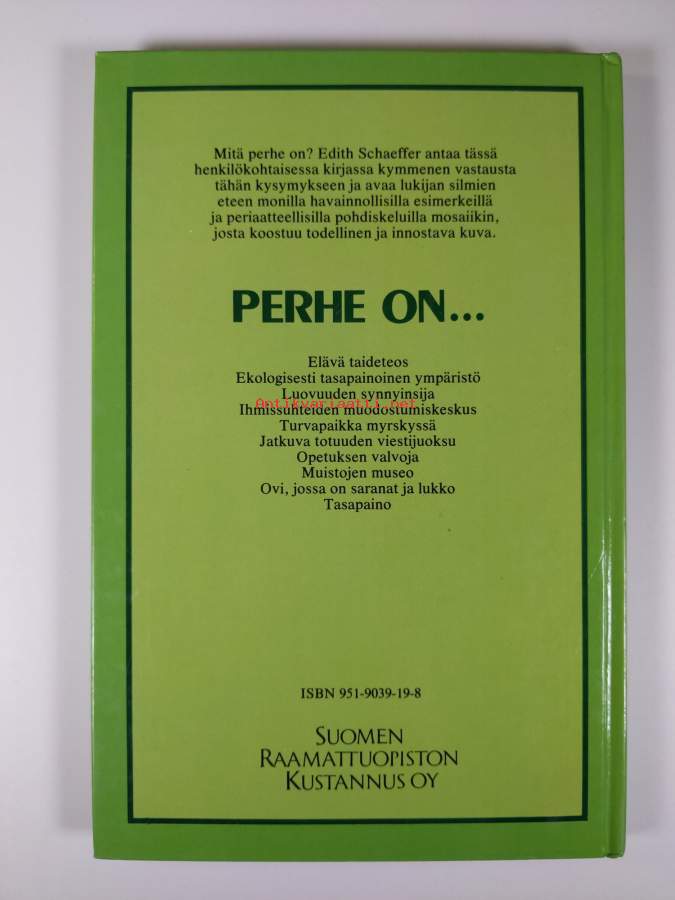 Mitä perhe on? Edith Schaeffer antaa tässä
henkilökohtaisessa kirjassa kymmenen vastausta
tähän kysymykseen ja avaa lukijan silmien
eteen monilla havainnollisilla esimerkeillä
ja periaatteellisilla pohdiskeluilla mosaiikin,
josta koostuu todellinen ja innostava kuva.
PERHE ON...
Elävä taideteos
Ekologisesti tasapainoinen ympäristö
Luovuuden synnyinsija
Antikvariaatti.net
Ihmissuhteiden muodostumiskeskus
Turvapaikka myrskyssä
Jatkuva totuuden viestijuoksu
Opetuksen valvoja
Muistojen museo
Ovi, jossa on saranat ja lukko
Tasapaino
ISBN 951-9039-19-8
SUOMEN
RAAMATTUOPISTON
KUSTANNUS OY